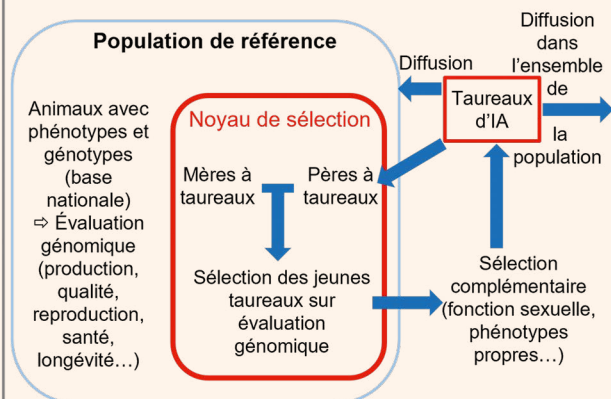 Population de référence
Animaux avec
phénotypes et
génotypes
(base
nationale)
⇨ Évaluation
génomique
(production,
qualité,
reproduction,
santé,
longévité…)
Noyau de sélection
Mères à
taureaux
Pères à
taureaux
Sélection des jeunes
taureaux sur
évaluation
génomique
Diffusion
Taureaux
d’IA
Diffusion
dans
l’ensemble
de
la
population
Sélection
complémentaire
(fonction sexuelle,
phénotypes
propres…)